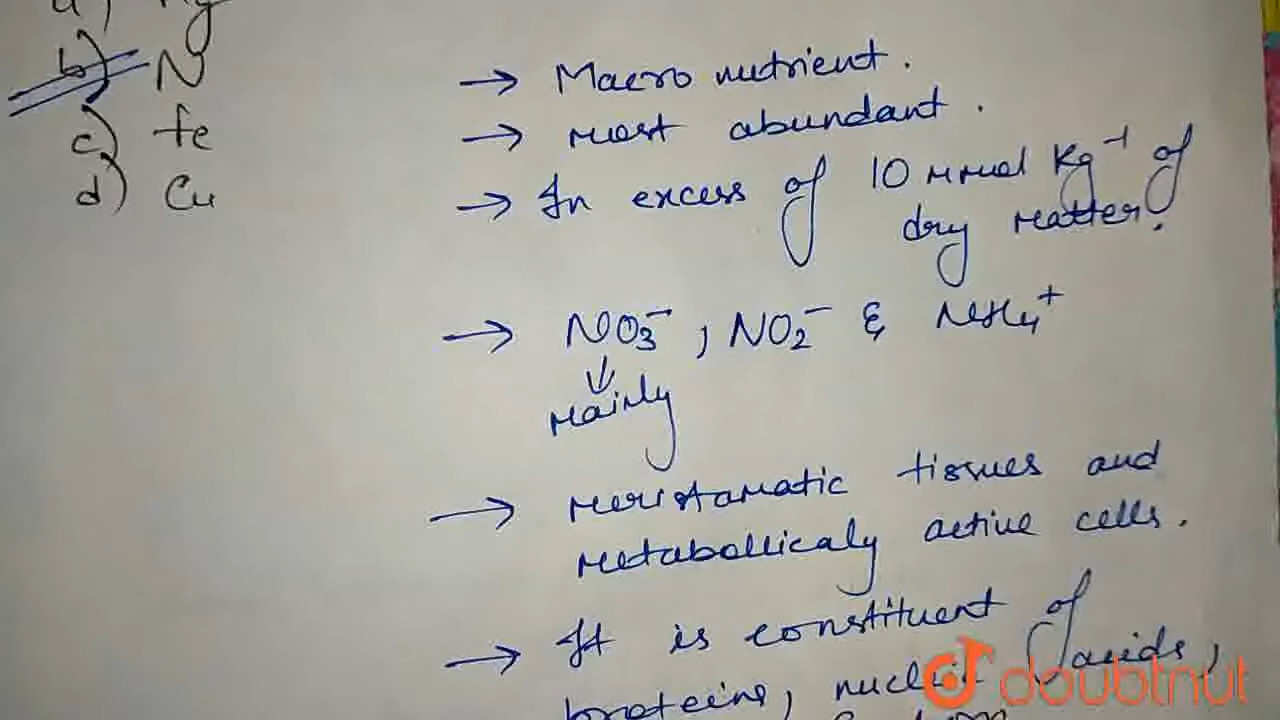 b) N
c) Fe
d) Cu
→ Macro nutrient.
→ most abundant.
→ In excess of 10 mmol Kg⁻¹ of
dry matter.
→ NO₃⁻, NO₂⁻ & NH₄⁺
↓
mainly
→ meristamatic tissues and
metabollicaly active cells.
→ It is constituent of
proteins, nucleic acids,
doubtnut